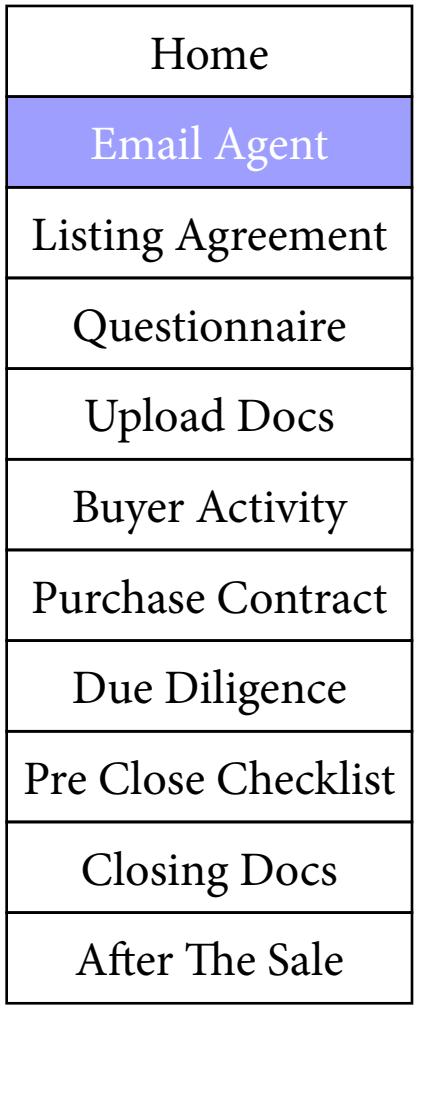 Home
Email Agent
Listing Agreement
Questionnaire
Upload Docs
Buyer Activity
Purchase Contract
Due Diligence
Pre Close Checklist
Closing Docs
After The Sale